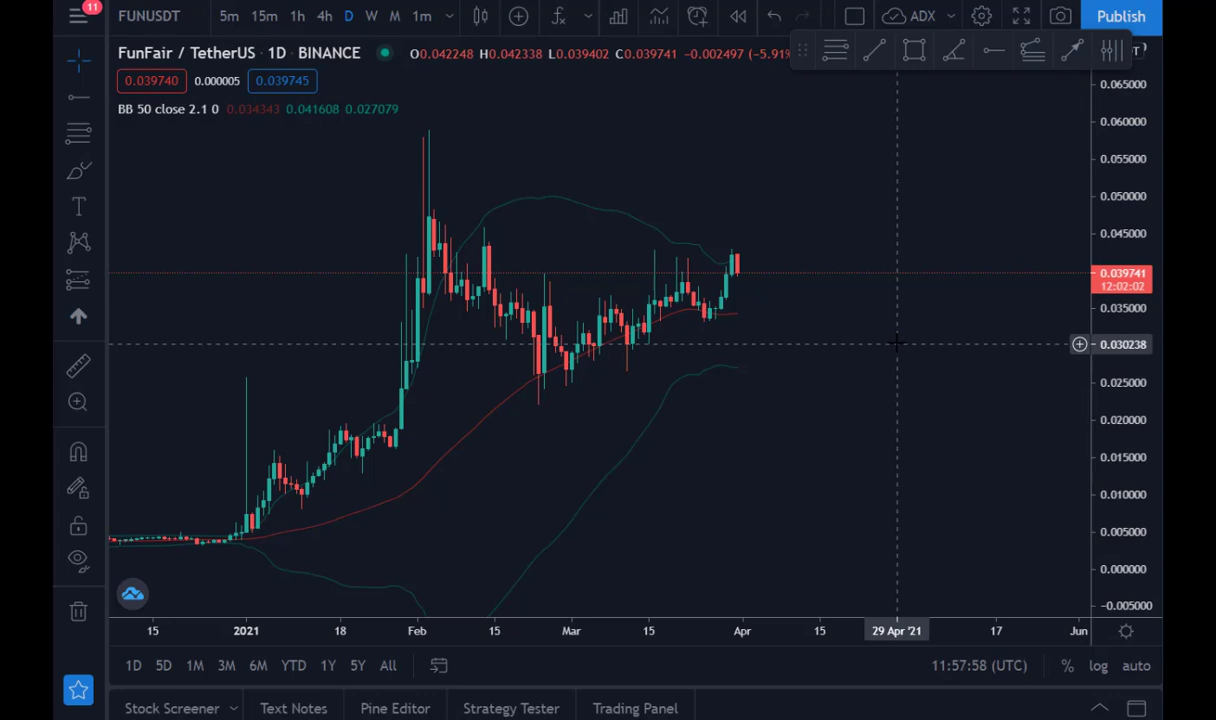 11
FUNUSDT 5m 15m 1h 4h D W M 1m ADX Publish
FunFair / TetherUS · 1D · BINANCE O0.042248 H0.042338 L0.039402 C0.039741 −0.002497 (−5.91%
0.039740 0.000005 0.039745
BB 50 close 2.1 0 0.034343 0.041608 0.027079
0.065000
0.060000
0.055000
0.050000
0.045000
0.039741
12:02:02
0.035000
0.030238
0.025000
0.020000
0.015000
0.010000
0.005000
0.000000
-0.005000
15 2021 18 Feb 15 Mar 15 Apr 15 29 Apr '21 17 Jun
1D 5D 1M 3M 6M YTD 1Y 5Y All 11:57:58 (UTC) % log auto
Stock Screener Text Notes Pine Editor Strategy Tester Trading Panel